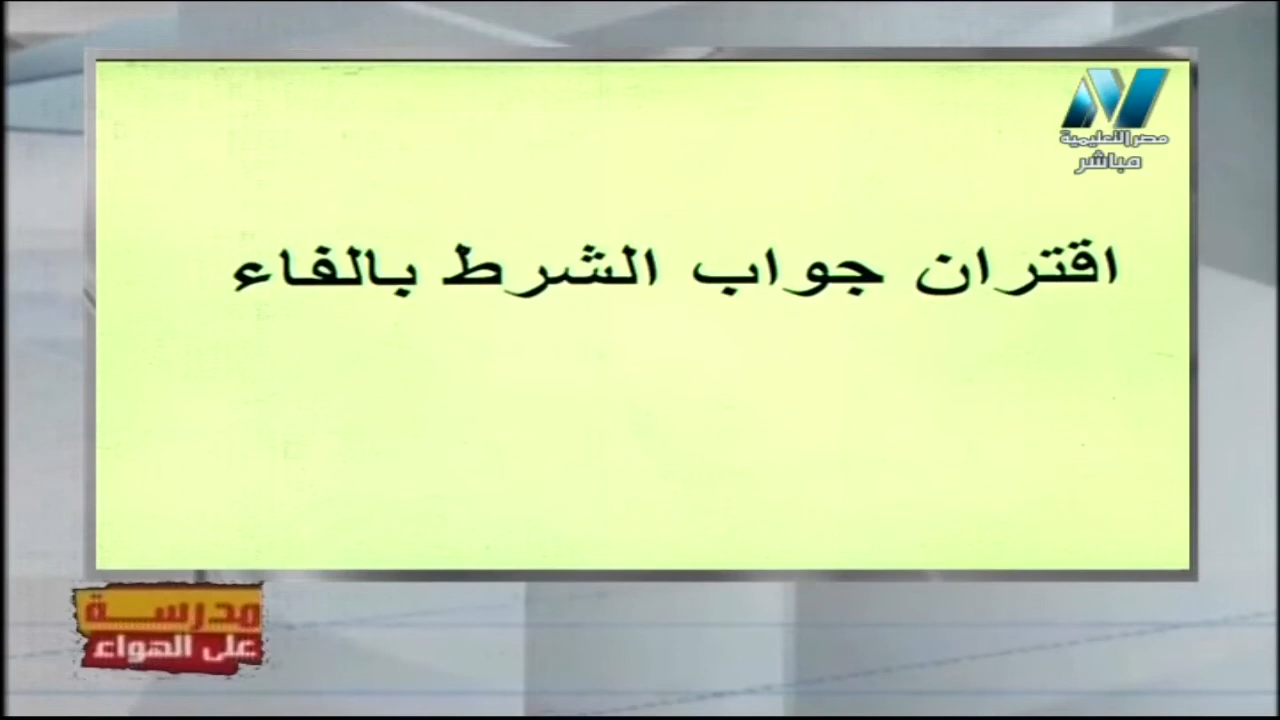 مصر التعليمية
مباشر
اقتران جواب الشرط بالفاء
مدرسة
على الهواء